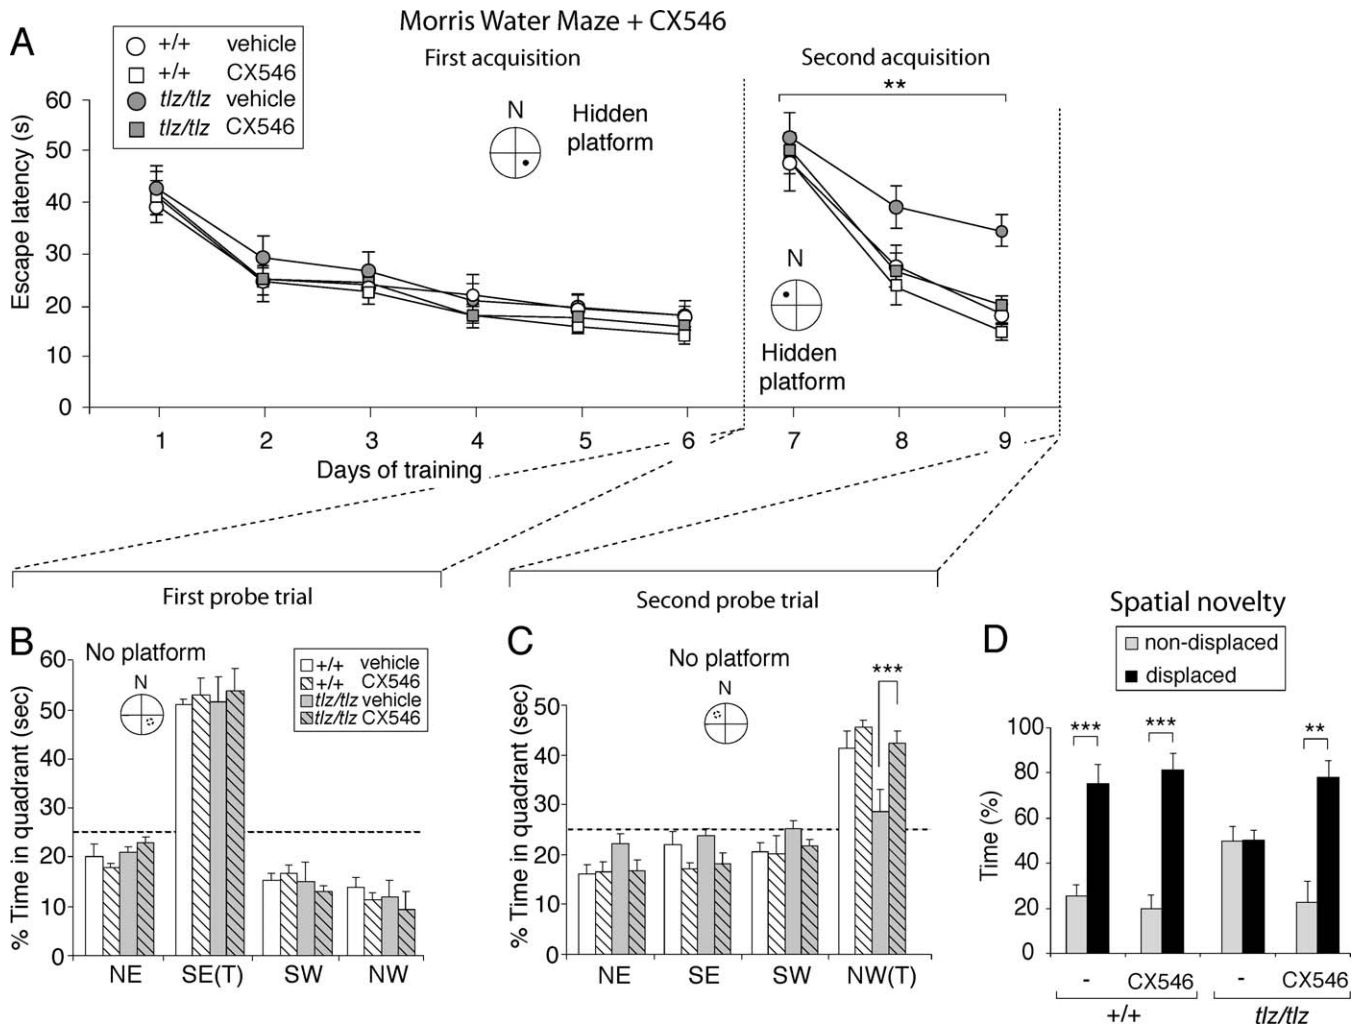 Morris Water Maze + CX546
A
+/+ vehicle
+/+ CX546
tlz/tlz vehicle
tlz/tlz CX546
First acquisition
Second acquisition
**
N
Hidden
platform
N
Hidden
platform
Escape latency (s)
60
50
40
30
20
10
0
1 2 3 4 5 6 7 8 9
Days of training
First probe trial
Second probe trial
B
No platform
N
+/+ vehicle
+/+ CX546
tlz/tlz vehicle
tlz/tlz CX546
% Time in quadrant (sec)
60
50
40
30
20
10
0
NE SE(T) SW NW
C
No platform
N
***
% Time in quadrant (sec)
50
40
30
20
10
0
NE SE SW NW(T)
Spatial novelty
D
non-displaced
displaced
*** *** **
Time (%)
100
80
60
40
20
0
- CX546 - CX546
+/+ tlz/tlz